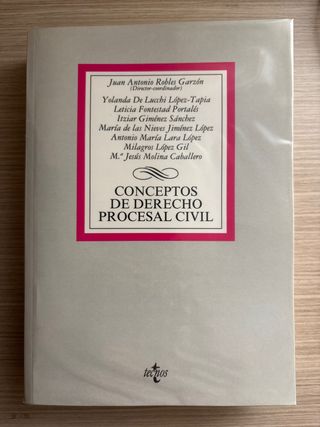 Juan Antonio Robles Garzón
(Director-coordinador)
Yolanda De Lucchi López-Tapia
Leticia Fontestad Portalés
Itziar Giménez Sánchez
María de las Nieves Jiménez López
Antonio María Lara López
Milagros López Gil
M.ª Jesús Molina Caballero
CONCEPTOS
DE DERECHO
PROCESAL CIVIL
tecnos